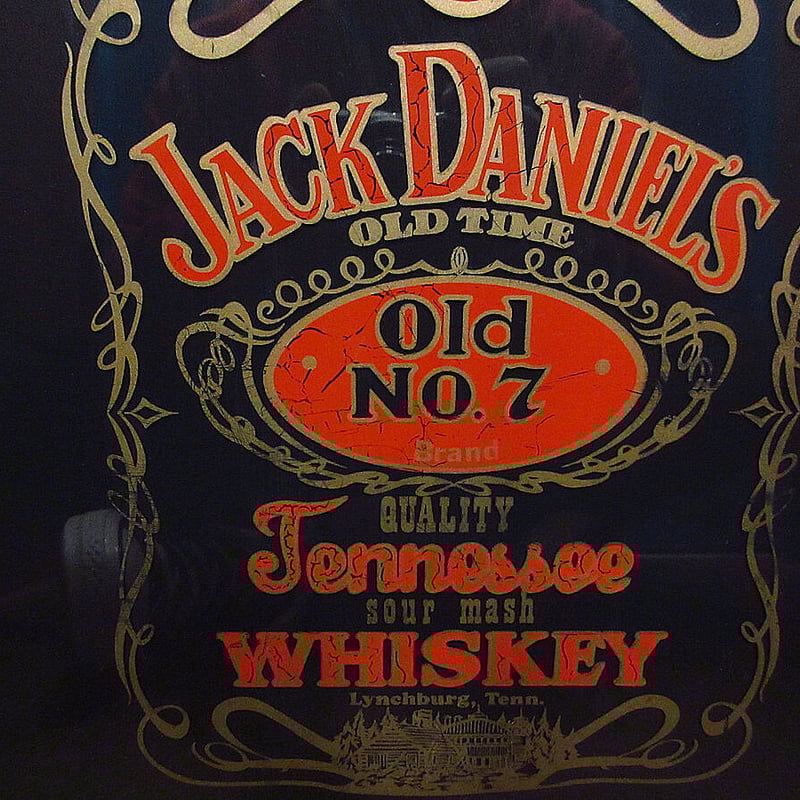 JACK DANIEL'S
OLD TIME
Old
No. 7
Brand
QUALITY
Tennessee
sour mash
WHISKEY
Lynchburg, Tenn.